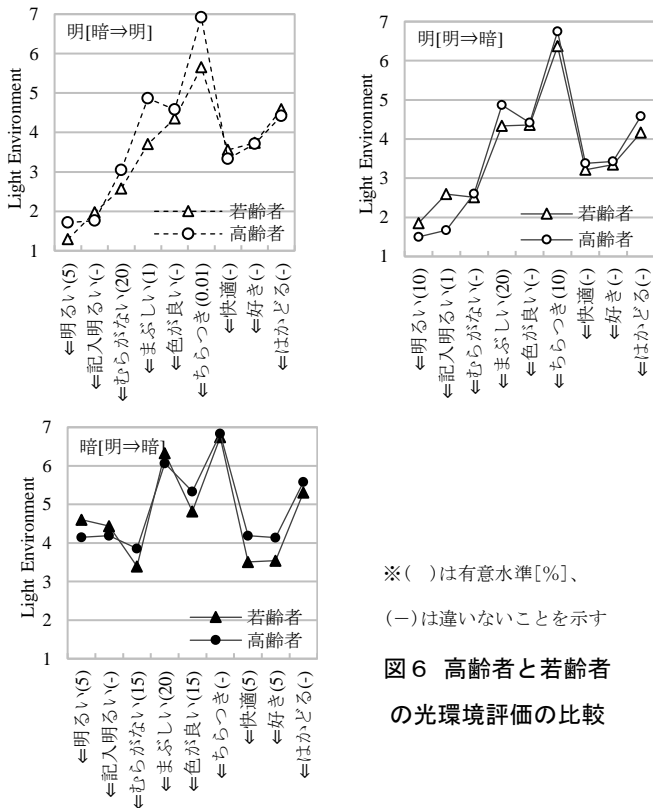 7
6
5
4
3
2
1
Light Environment
明[暗⇒明]
若齢者
高齢者
⇐明るい(5)
⇐記入明るい(-)
⇐むらがない(20)
⇐まぶしい(1)
⇐色が良い(-)
⇐ちらつき(0.01)
⇐快適(-)
⇐好き(-)
⇐はかどる(-)
7
6
5
4
3
2
1
Light Environment
明[明⇒暗]
若齢者
高齢者
⇐明るい(10)
⇐記入明るい(1)
⇐むらがない(-)
⇐まぶしい(20)
⇐色が良い(-)
⇐ちらつき(10)
⇐快適(-)
⇐好き(-)
⇐はかどる(-)
7
6
5
4
3
2
1
Light Environment
暗[明⇒暗]
若齢者
高齢者
⇐明るい(5)
⇐記入明るい(-)
⇐むらがない(15)
⇐まぶしい(20)
⇐色が良い(15)
⇐ちらつき(-)
⇐快適(5)
⇐好き(5)
⇐はかどる(-)
※( )は有意水準[%]、
(−)は違いないことを示す
図6 高齢者と若齢者
の光環境評価の比較